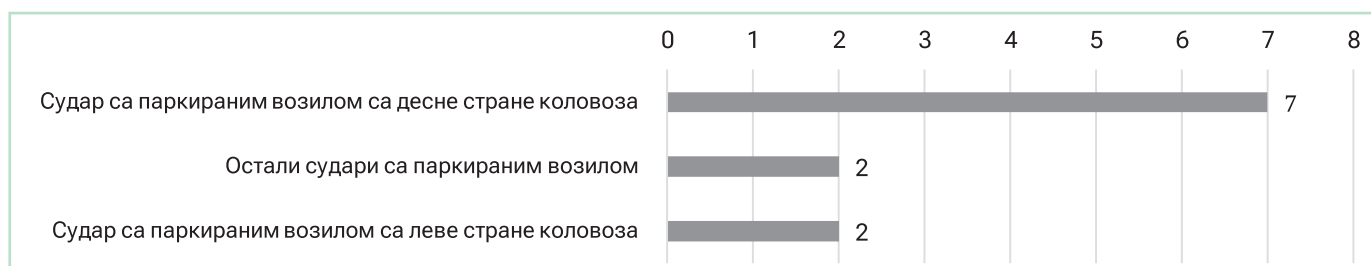 0 1 2 3 4 5 6 7 8
Судар са паркираним возилом са десне стране коловоза 7
Остали судари са паркираним возилом 2
Судар са паркираним возилом са леве стране коловоза 2